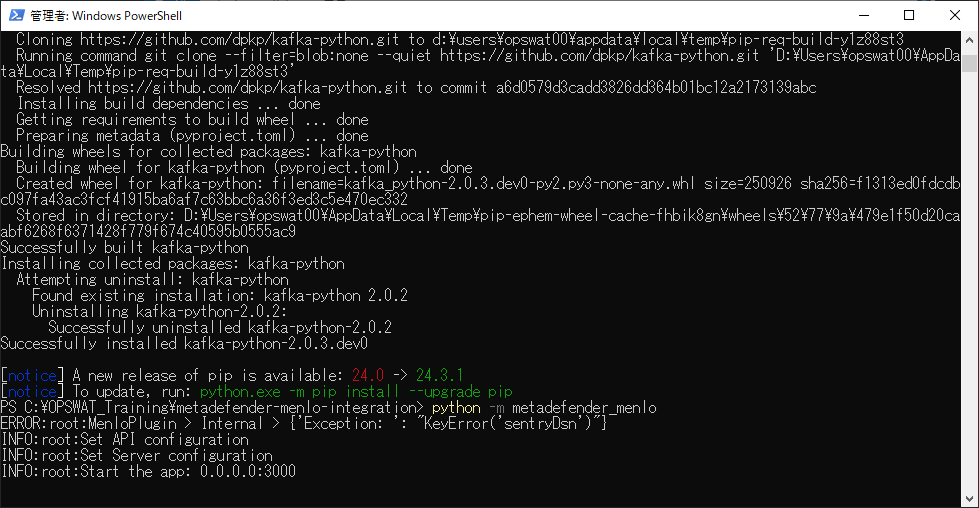 管理者: Windows PowerShell
Cloning https://github.com/dpkp/kafka-python.git to d:¥users¥opswat00¥appdata¥local¥temp¥pip-req-build-y1z88st3
Running command git clone --filter=blob:none --quiet https://github.com/dpkp/kafka-python.git 'D:¥Users¥opswat00¥AppDa
ta¥Local¥Temp¥pip-req-build-y1z88st3'
Resolved https://github.com/dpkp/kafka-python.git to commit a6d0579d3cadd3826dd364b01bc12a2173139abc
Installing build dependencies ... done
Getting requirements to build wheel ... done
Preparing metadata (pyproject.toml) ... done
Building wheels for collected packages: kafka-python
Building wheel for kafka-python (pyproject.toml) ... done
Created wheel for kafka-python: filename=kafka_python-2.0.3.dev0-py2.py3-none-any.whl size=250926 sha256=f1313ed0fdcdb
c097fa43ac3fcf41915ba6af7c63bbc6a36f3ed3c5e470ec332
Stored in directory: D:¥Users¥opswat00¥AppData¥Local¥Temp¥pip-ephem-wheel-cache-fhbik8gn¥wheels¥52¥77¥9a¥479e1f50d20ca
abf6268f6371428f779f674c40595b0555ac9
Successfully built kafka-python
Installing collected packages: kafka-python
Attempting uninstall: kafka-python
Found existing installation: kafka-python 2.0.2
Uninstalling kafka-python-2.0.2:
Successfully uninstalled kafka-python-2.0.2
Successfully installed kafka-python-2.0.3.dev0
[notice] A new release of pip is available: 24.0 -> 24.3.1
[notice] To update, run: python.exe -m pip install --upgrade pip
PS C:¥OPSWAT_Training¥metadefender-menlo-integration> python -m metadefender_menlo
ERROR:root:MenloPlugin > Internal > {'Exception: ': "KeyError('sentryDsn')"}
INFO:root:Set API configuration
INFO:root:Set Server configuration
INFO:root:Start the app: 0.0.0.0:3000